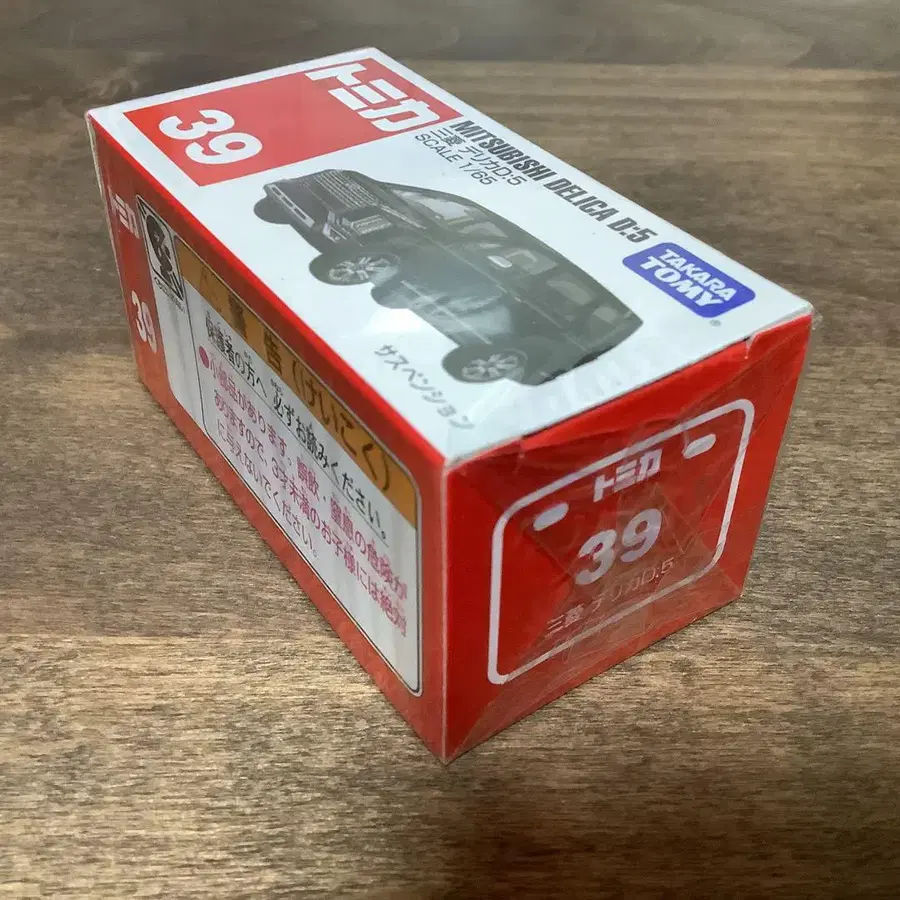 トミカ
39
MITSUBISHI DELICA D:5
三菱 デリカD:5
SCALE 1/65
TAKARA
TOMY
サスペンション
トミカ
39
警告(けいこく)
保護者の方へ 必ずお読みください。
●小部品があります。誤飲・窒息の危険が
ありますので、3才未満のお子様には絶対
に与えないでください。
トミカ
39
三菱 デリカD:5